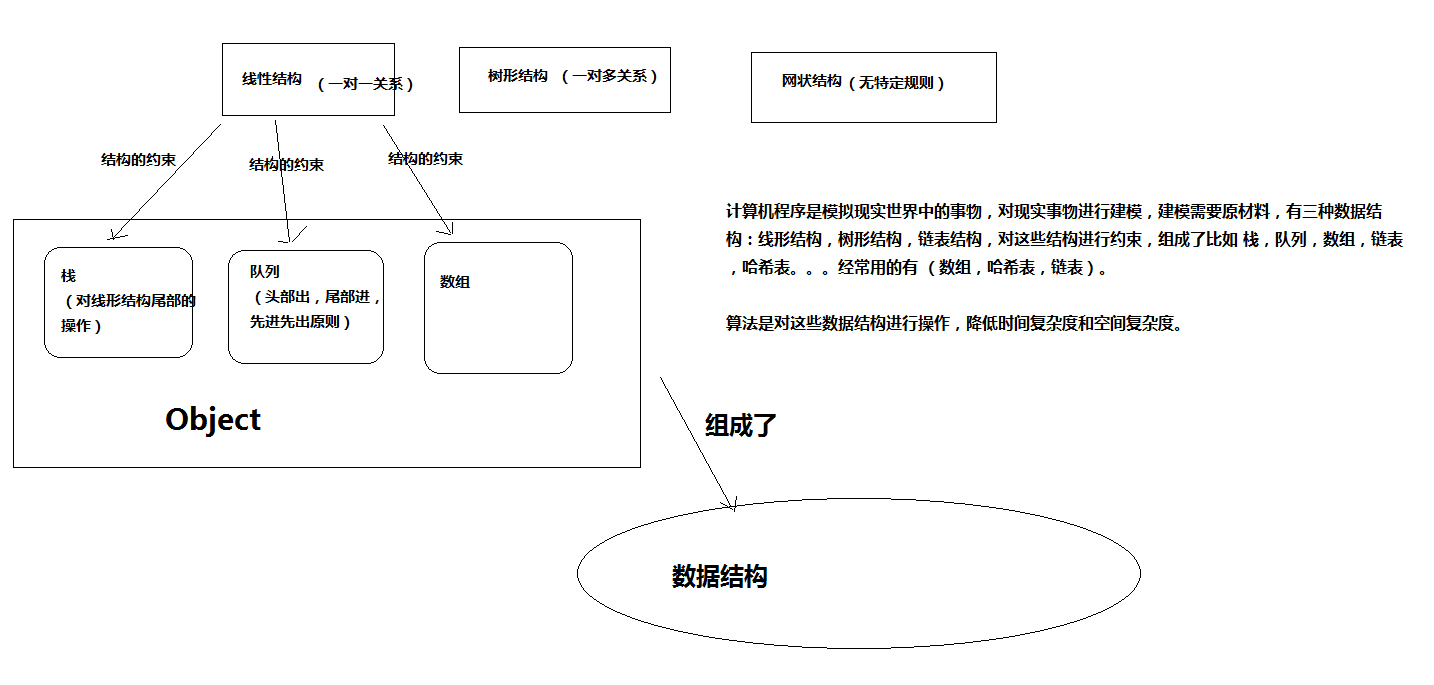 线性结构 （一对一关系）
树形结构 （一对多关系）
网状结构（无特定规则）
结构的约束
结构的约束
结构的约束
计算机程序是模拟现实世界中的事物，对现实事物进行建模，建模需要原材料，有三种数据结
构：线形结构，树形结构，链表结构，对这些结构进行约束，组成了比如 栈，队列，数组，链表
，哈希表。。。经常用的有 （数组，哈希表，链表）。
算法是对这些数据结构进行操作，降低时间复杂度和空间复杂度。
栈
（对线形结构尾部的
操作）
队列
（头部出，尾部进，
先进先出原则）
数组
Object
组成了
数据结构